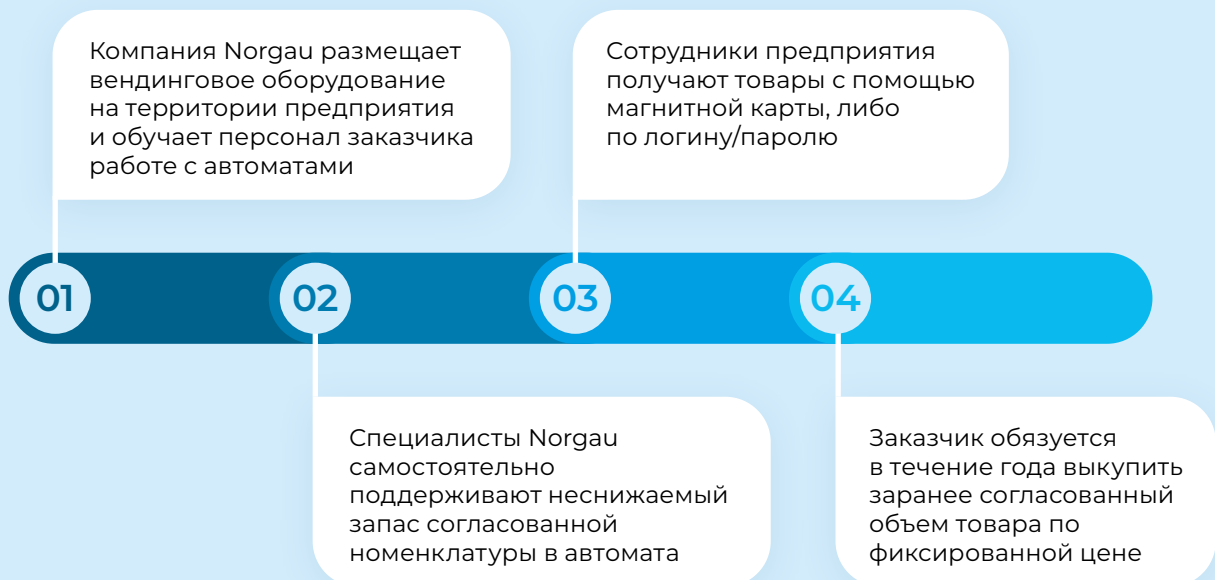 Компания Norgau размещает
вендинговое оборудование
на территории предприятия
и обучает персонал заказчика
работе с автоматами
Сотрудники предприятия
получают товары с помощью
магнитной карты, либо
по логину/паролю
01
02
03
04
Специалисты Norgau
самостоятельно
поддерживают неснижаемый
запас согласованной
номенклатуры в автомата
Заказчик обязуется
в течение года выкупить
заранее согласованный
объем товара по
фиксированной цене